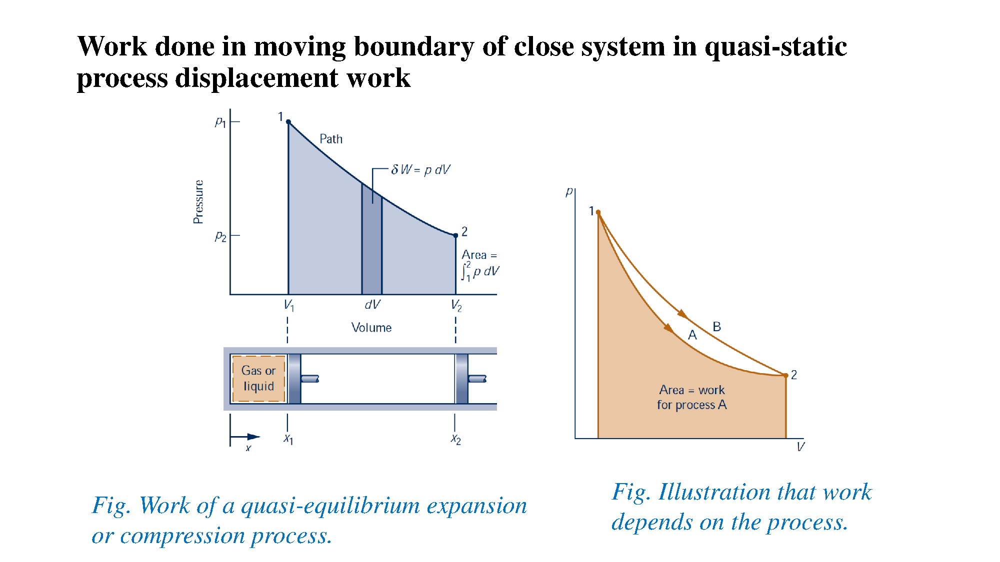 Work done in moving boundary of close system in quasi-static
process displacement work
p₁
1
Path
δW = p dV
Pressure
p₂
2
Area =
∫₁² p dV
V₁
dV
V₂
Volume
Gas or
liquid
x₁
x₂
x
Fig. Work of a quasi-equilibrium expansion
or compression process.
p
1
B
A
2
Area = work
for process A
V
Fig. Illustration that work
depends on the process.